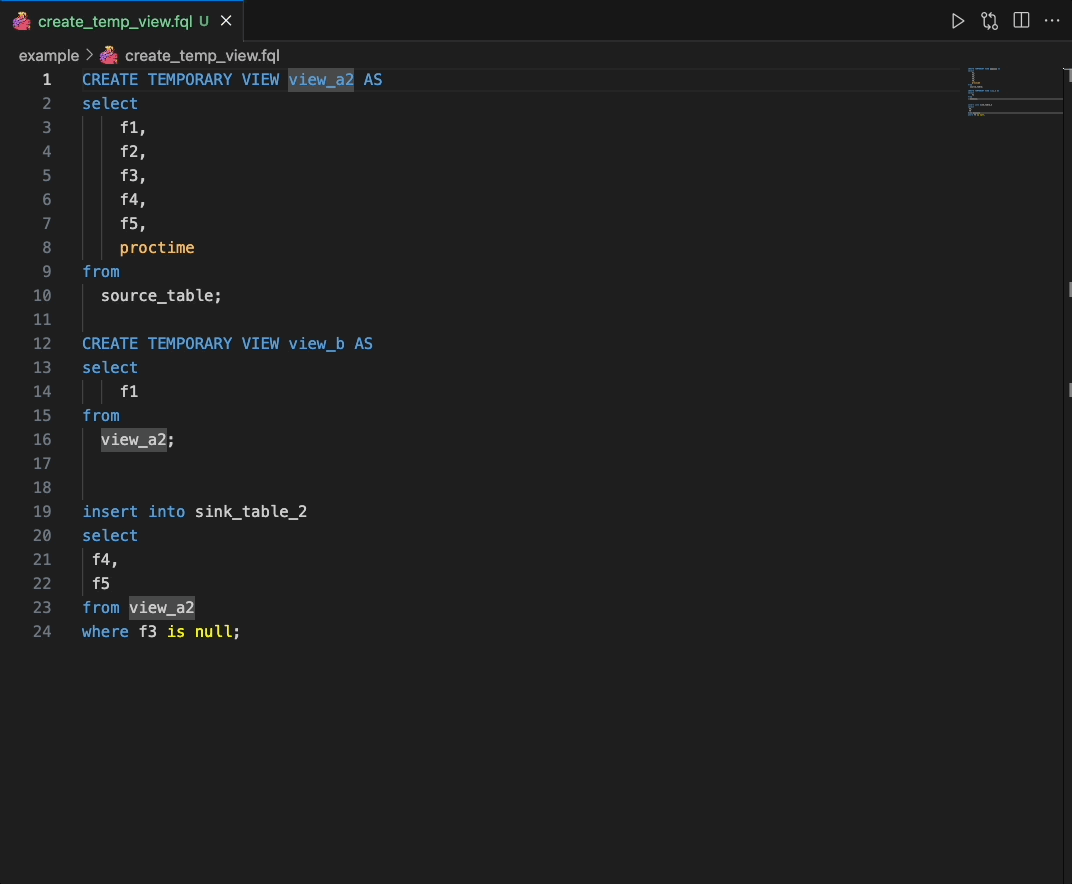 create_temp_view.fql U
example > create_temp_view.fql
1 CREATE TEMPORARY VIEW view_a2 AS
2 select
3 f1,
4 f2,
5 f3,
6 f4,
7 f5,
8 proctime
9 from
10 source_table;
11
12 CREATE TEMPORARY VIEW view_b AS
13 select
14 f1
15 from
16 view_a2;
17
18
19 insert into sink_table_2
20 select
21 f4,
22 f5
23 from view_a2
24 where f3 is null;